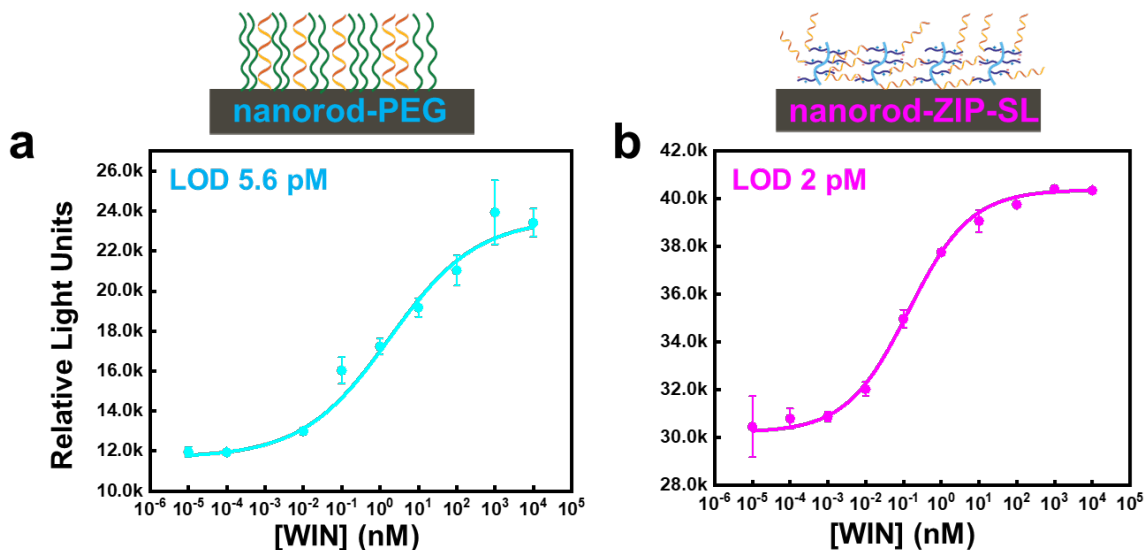 nanorod-PEG
nanorod-ZIP-SL
a
b
LOD 5.6 pM
LOD 2 pM
Relative Light Units
26.0k
24.0k
22.0k
20.0k
18.0k
16.0k
14.0k
12.0k
10.0k
10⁻⁶ 10⁻⁵ 10⁻⁴ 10⁻³ 10⁻² 10⁻¹ 10⁰ 10¹ 10² 10³ 10⁴ 10⁵
[WIN] (nM)
42.0k
40.0k
38.0k
36.0k
34.0k
32.0k
30.0k
28.0k
10⁻⁶ 10⁻⁵ 10⁻⁴ 10⁻³ 10⁻² 10⁻¹ 10⁰ 10¹ 10² 10³ 10⁴ 10⁵
[WIN] (nM)